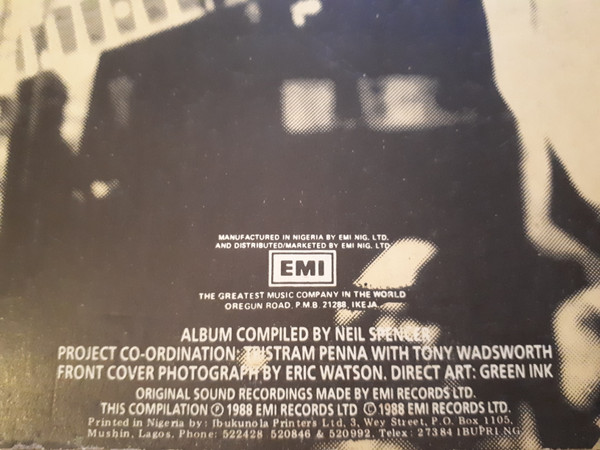 MANUFACTURED IN NIGERIA BY EMI NIG. LTD.
AND DISTRIBUTED/MARKETED BY EMI NIG. LTD
EMI
THE GREATEST MUSIC COMPANY IN THE WORLD
OREGUN ROAD, P.M.B. 21288, IKEJA.
ALBUM COMPILED BY NEIL SPENCER
PROJECT CO-ORDINATION: TRISTRAM PENNA WITH TONY WADSWORTH
FRONT COVER PHOTOGRAPH BY ERIC WATSON. DIRECT ART: GREEN INK
ORIGINAL SOUND RECORDINGS MADE BY EMI RECORDS LTD.
THIS COMPILATION Ⓟ 1988 EMI RECORDS LTD © 1988 EMI RECORDS LTD.
Printed in Nigeria by: Ibukunola Printers Ltd, 3, Wey Street, P.O. Box 1105,
Mushin, Lagos, Phone: 522428 520846 & 520992, Telex: 27384 IBUPRI NG.